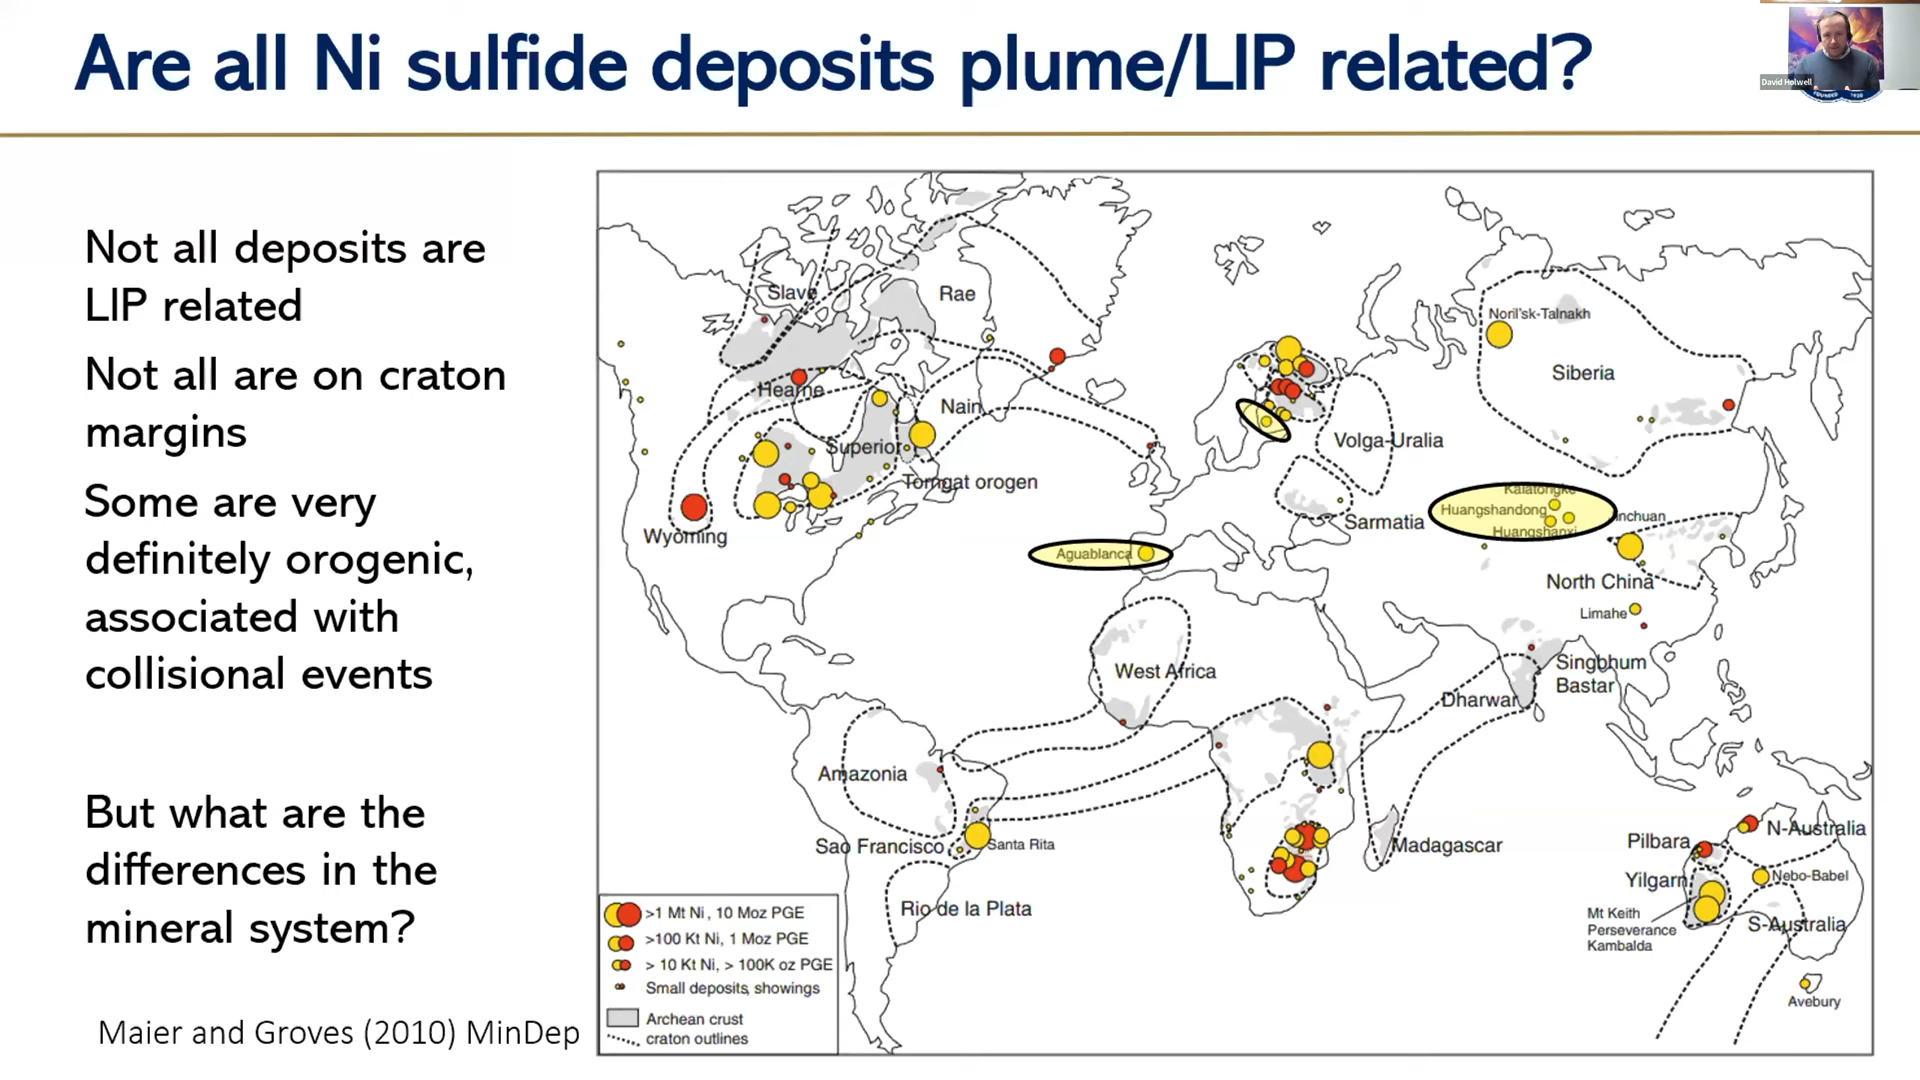 Are all Ni sulfide deposits plume/LIP related?
David Holwell
Not all deposits are
LIP related
Not all are on craton
margins
Some are very
definitely orogenic,
associated with
collisional events
But what are the
differences in the
mineral system?
Maier and Groves (2010) MinDep
Slave
Rae
Hearne
Nain
Superior
Torngat orogen
Wyoming
Noril'sk-Talnakh
Siberia
Volga-Uralia
Sarmatia
Kalatongke
Huangshandong
Huangshanxi
inchuan
Aguablanca
North China
Limahe
West Africa
Singbhum
Bastar
Dharwar
Amazonia
Sao Francisco
Santa Rita
Madagascar
Rio de la Plata
Pilbara
N-Australia
Yilgarn
Nebo-Babel
Mt Keith
Perseverance
Kambalda
S-Australia
Avebury
>1 Mt Ni, 10 Moz PGE
>100 Kt Ni, 1 Moz PGE
> 10 Kt Ni, > 100K oz PGE
Small deposits, showings
Archean crust
craton outlines